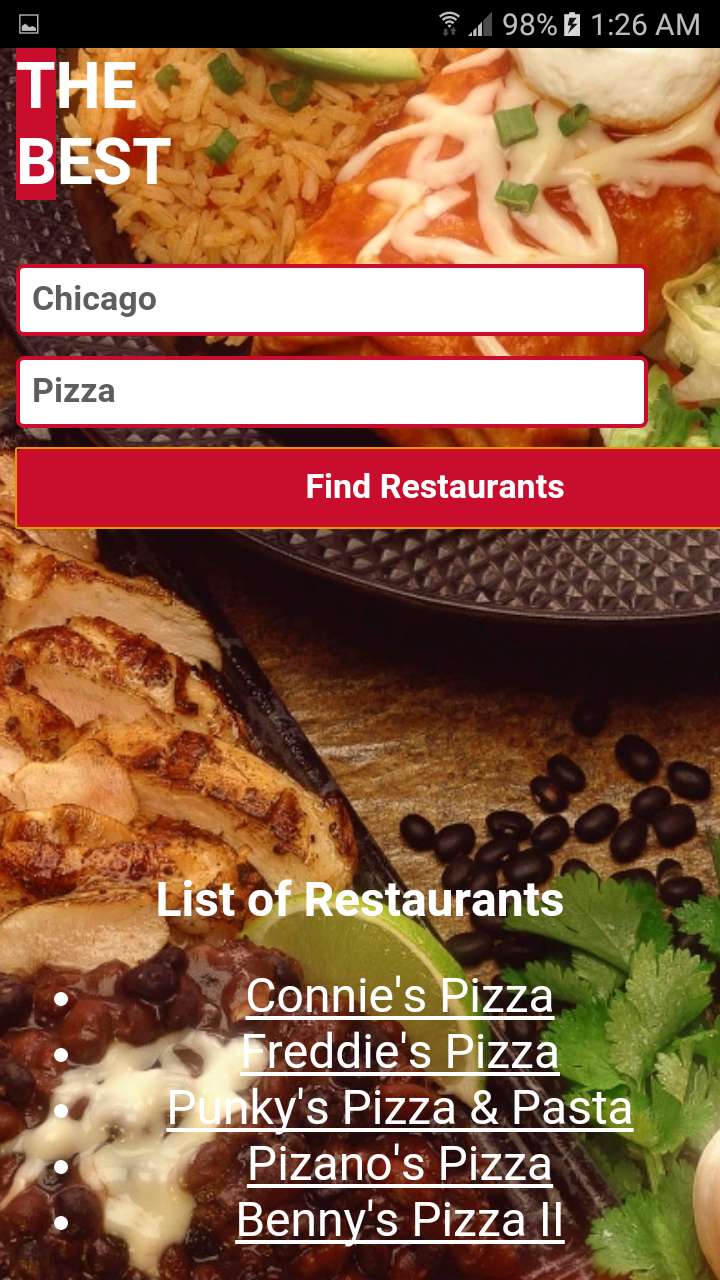 98% 1:26 AM
THE
BEST
Chicago
Pizza
Find Restaurants
List of Restaurants
Connie's Pizza
Freddie's Pizza
Punky's Pizza & Pasta
Pizano's Pizza
Benny's Pizza II